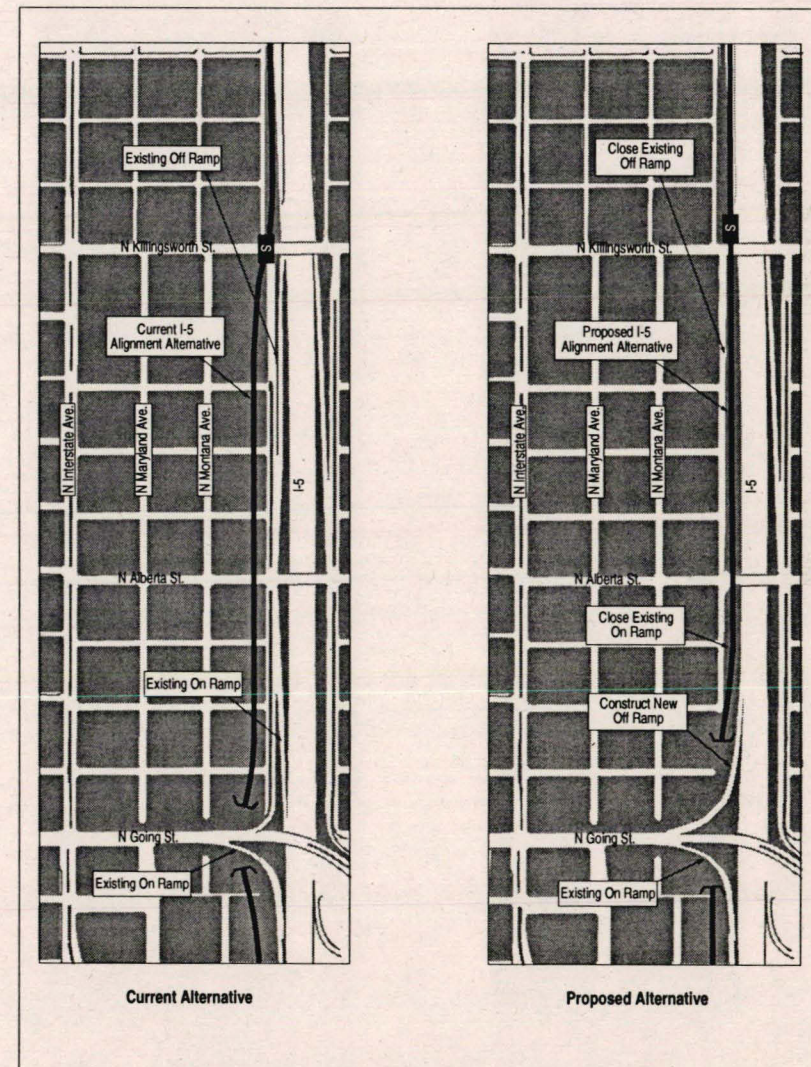 Existing Off Ramp
N Killingsworth St.
S
Current I-5
Alignment Alternative
N Interstate Ave.
N Maryland Ave.
N Montana Ave.
I-5
N Alberta St.
Existing On Ramp
N Going St.
Existing On Ramp
Current Alternative
Close Existing
Off Ramp
S
N Killingsworth St.
Proposed I-5
Alignment Alternative
N Interstate Ave.
N Maryland Ave.
N Montana Ave.
I-5
N Alberta St.
Close Existing
On Ramp
Construct New
Off Ramp
N Going St.
Existing On Ramp
Proposed Alternative